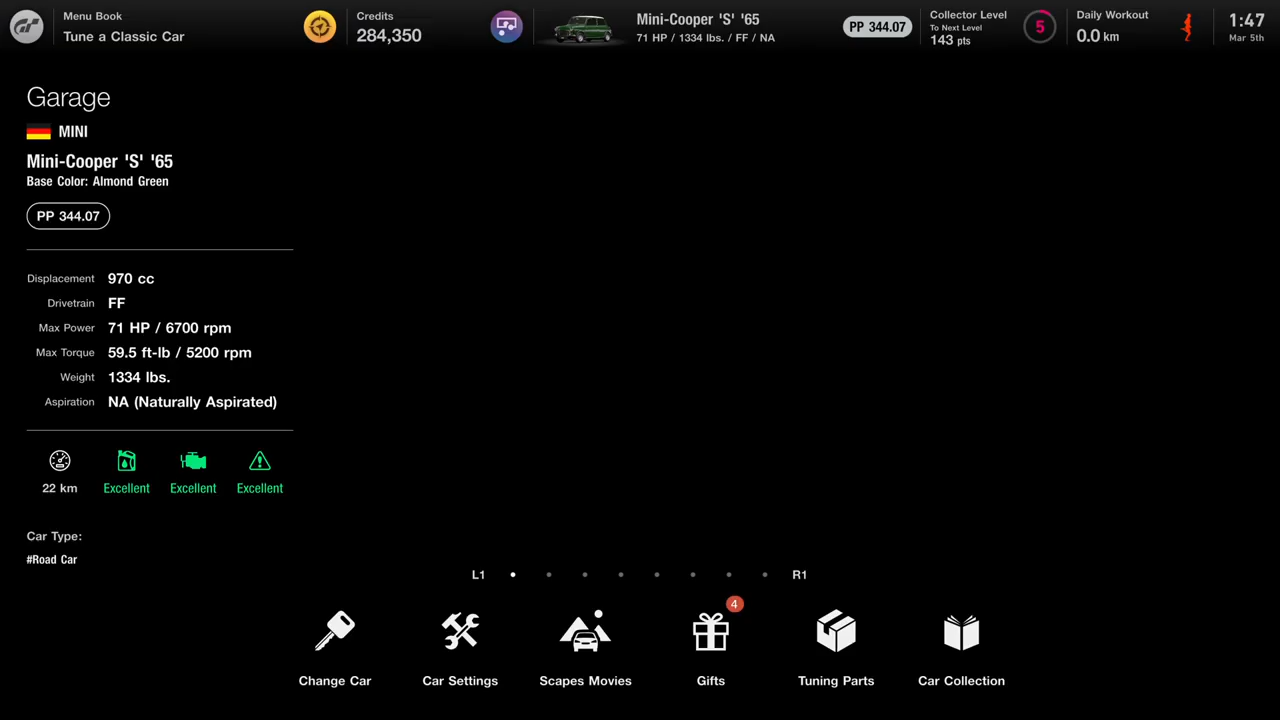 Menu Book
Tune a Classic Car
Credits
284,350
Mini-Cooper 'S' '65
71 HP / 1334 lbs. / FF / NA
PP 344.07
Collector Level
To Next Level
143 pts
5
Daily Workout
0.0 km
1:47
Mar 5th
Garage
MINI
Mini-Cooper 'S' '65
Base Color: Almond Green
PP 344.07
Displacement 970 cc
Drivetrain FF
Max Power 71 HP / 6700 rpm
Max Torque 59.5 ft-lb / 5200 rpm
Weight 1334 lbs.
Aspiration NA (Naturally Aspirated)
22 km Excellent Excellent Excellent
Car Type:
#Road Car
L1 R1
4
Change Car Car Settings Scapes Movies Gifts Tuning Parts Car Collection